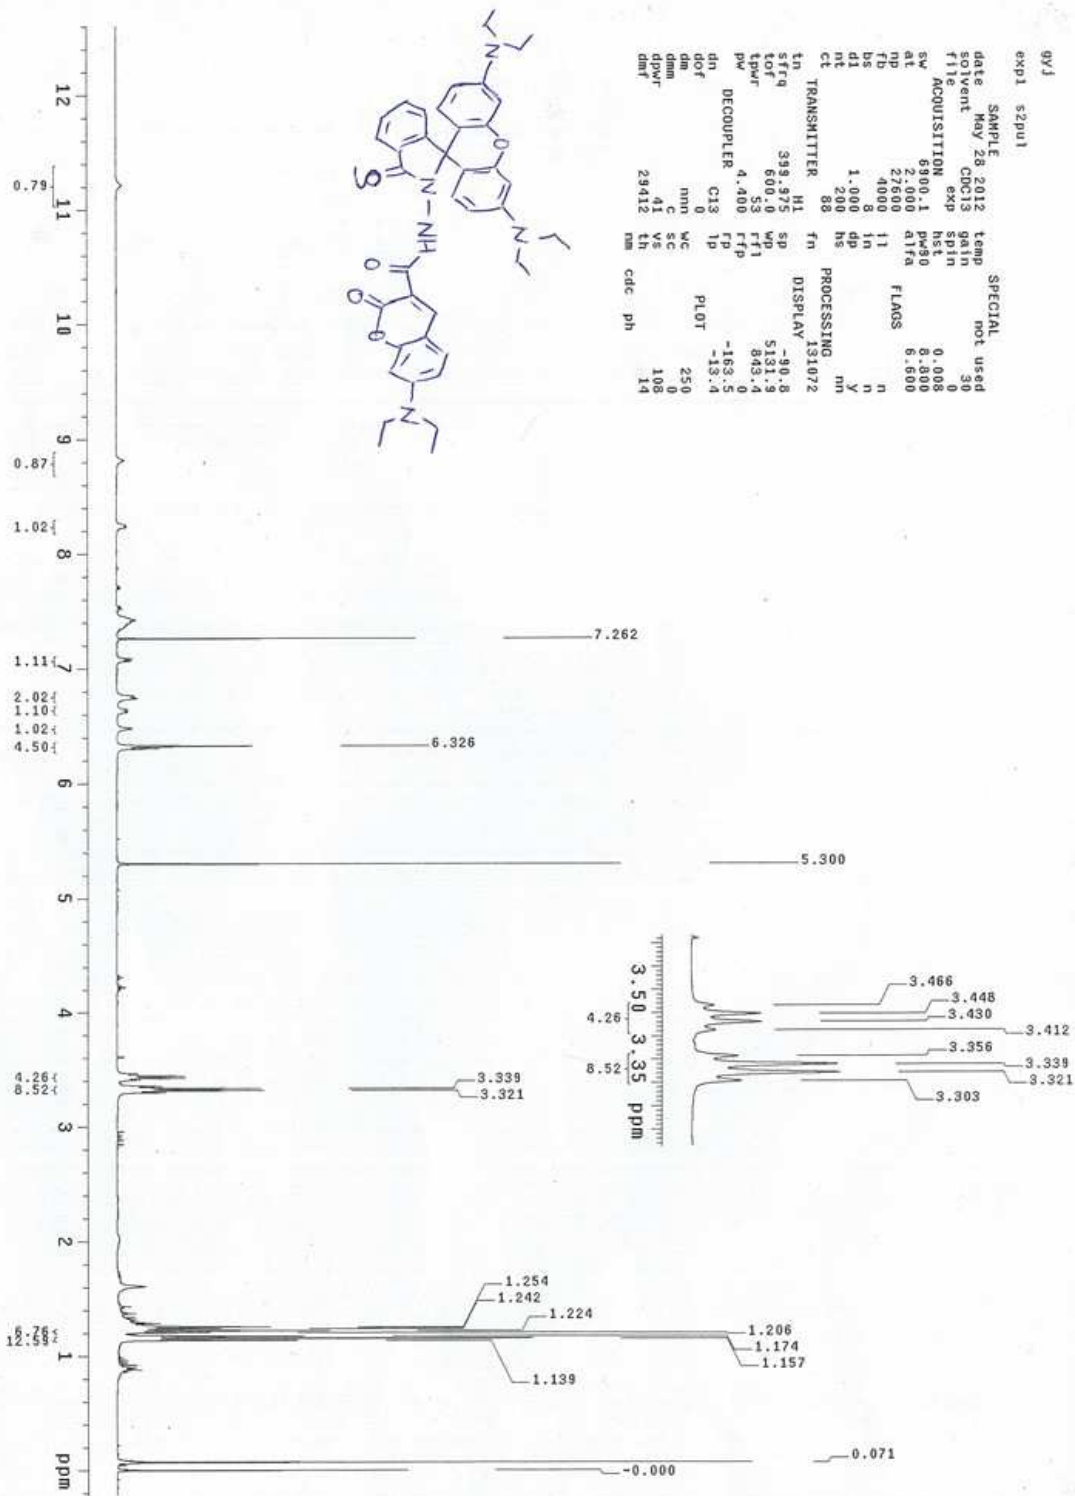 gyj
exp1 s2pul
SAMPLE SPECIAL
date May 28 2012 temp not used
solvent CDCl3 gain 30
file exp spin 0
ACQUISITION hst 0.008
sw 6900.1 pw90 8.800
at 2.000 alfa 6.600
np 27600 FLAGS
fb 4000 il n
bs 8 in n
d1 1.000 dp y
nt 200 hs nn
ct 88 PROCESSING
TRANSMITTER fn 131072
tn H1 DISPLAY
sfrq 399.975 sp -90.8
tof 600.0 wp 5131.9
tpwr 53 rfl 843.4
pw 4.400 rfp 0
DECOUPLER rp -163.5
dn C13 lp -13.4
dof 0 PLOT
dm nnn wc 250
dmm c sc 0
dpwr 41 vs 108
dmf 29412 th 14
nm cdc ph
N
O
N
N
NH
S
O
O
O
N
7.262
6.326
5.300
3.466
3.448
3.430
3.412
3.356
3.339
3.321
3.303
3.50 3.35 ppm
4.26 8.52
3.339
3.321
1.254
1.242
1.224
1.206
1.174
1.157
1.139
0.071
-0.000
12 11 10 9 8 7 6 5 4 3 2 1 ppm
0.79
0.87
1.02
1.11
2.02
1.10
1.02
4.50
4.26
8.52
6.76
12.59